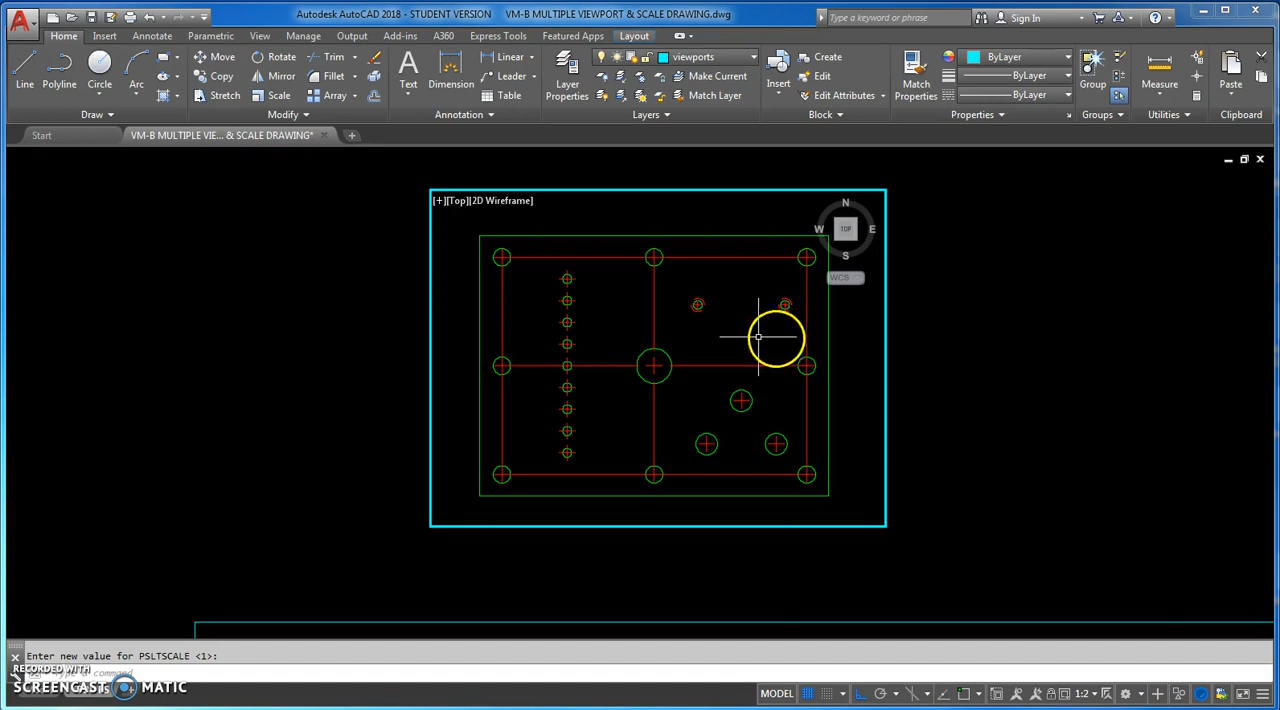 Autodesk AutoCAD 2018 - STUDENT VERSION VM-B MULTIPLE VIEWPORT & SCALE DRAWING.dwg
Type a keyword or phrase
Sign In
Home Insert Annotate Parametric View Manage Output Add-ins A360 Express Tools Featured Apps Layout
Line Polyline Circle Arc
Move Rotate Trim
Copy Mirror Fillet
Stretch Scale Array
Text Dimension
Linear
Leader
Table
Layer Properties
viewports
Make Current
Match Layer
Insert
Create
Edit
Edit Attributes
Match Properties
ByLayer
ByLayer
ByLayer
Group
Measure
Paste
Draw Modify Annotation Layers Block Properties Groups Utilities Clipboard
Start VM-B MULTIPLE VIE... & SCALE DRAWING*
[+][Top][2D Wireframe]
N
W TOP E
S
WCS
Enter new value for PSLTSCALE <1>:
Type a command
RECORDED WITH
SCREENCAST MATIC
MODEL 1:2